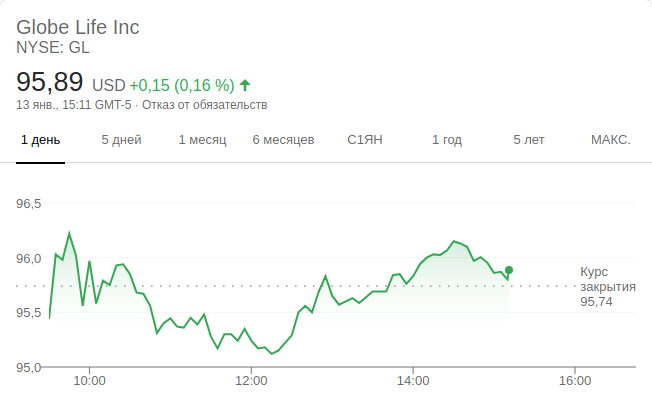 Globe Life Inc
NYSE: GL
95,89 USD +0,15 (0,16 %)
13 янв., 15:11 GMT-5 · Отказ от обязательств
1 день 5 дней 1 месяц 6 месяцев С1ЯН 1 год 5 лет МАКС.
96,5
96,0
95,5
95,0
Курс
закрытия
95,74
10:00 12:00 14:00 16:00